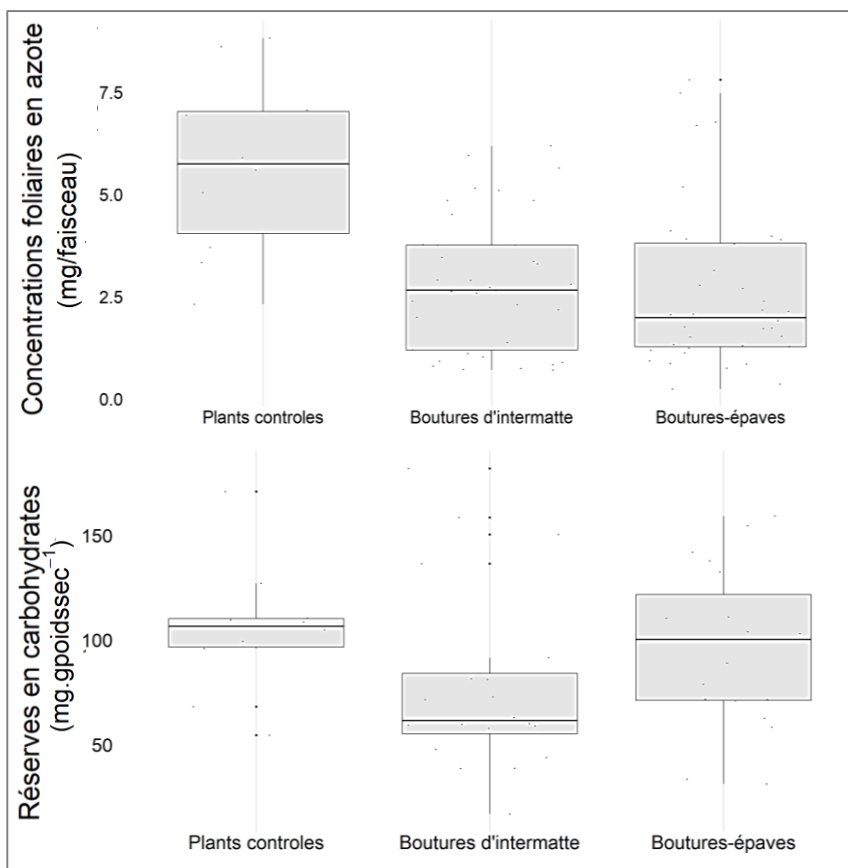 Concentrations foliaires en azote
(mg/faisceau)
7.5
5.0
2.5
0.0
Plants controles
Boutures d'intermatte
Boutures-épaves
Réserves en carbohydrates
(mg.gpoidssec⁻¹)
150
100
50
Plants controles
Boutures d'intermatte
Boutures-épaves